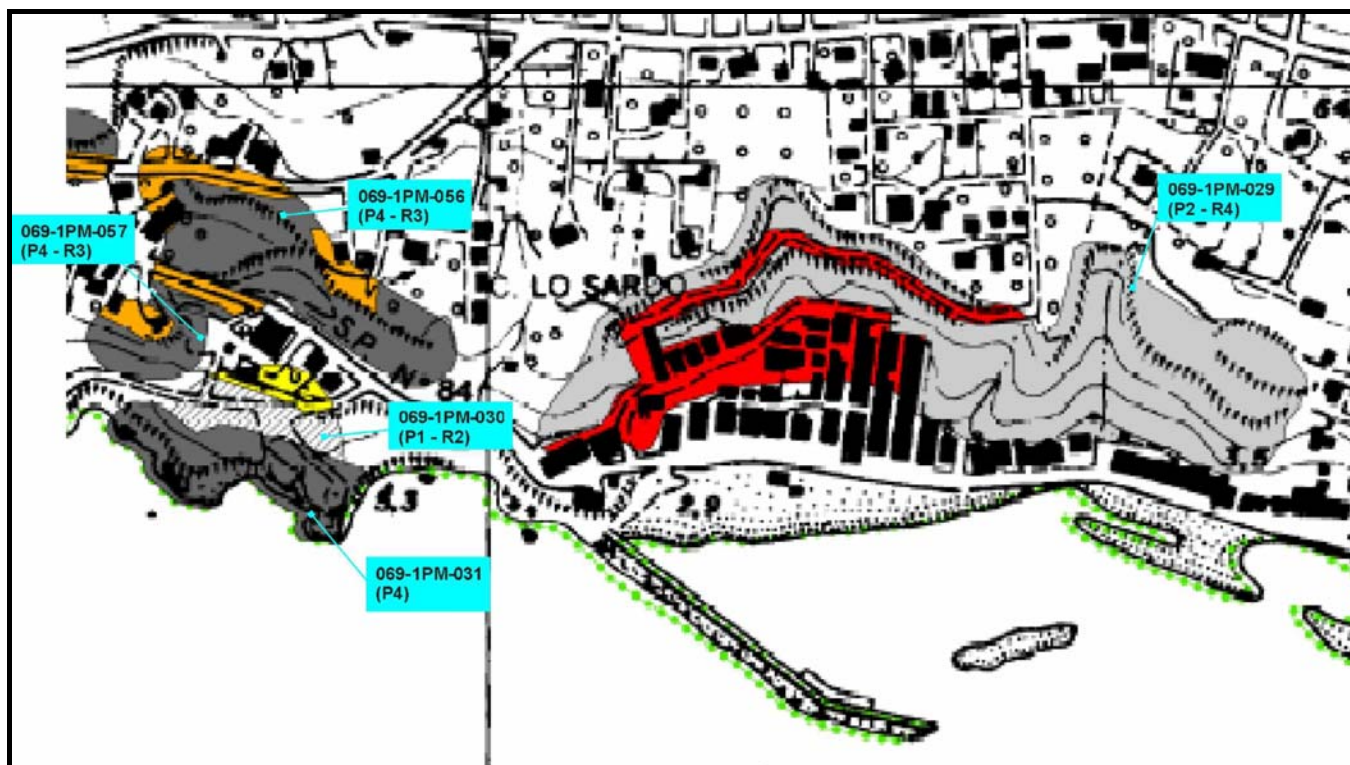 069-1PM-056
(P4 - R3)
069-1PM-029
(P2 - R4)
069-1PM-057
(P4 - R3)
C. LO SARDO
S.P. N. 84
069-1PM-030
(P1 - R2)
5.3
3.9
3.5
069-1PM-031
(P4)